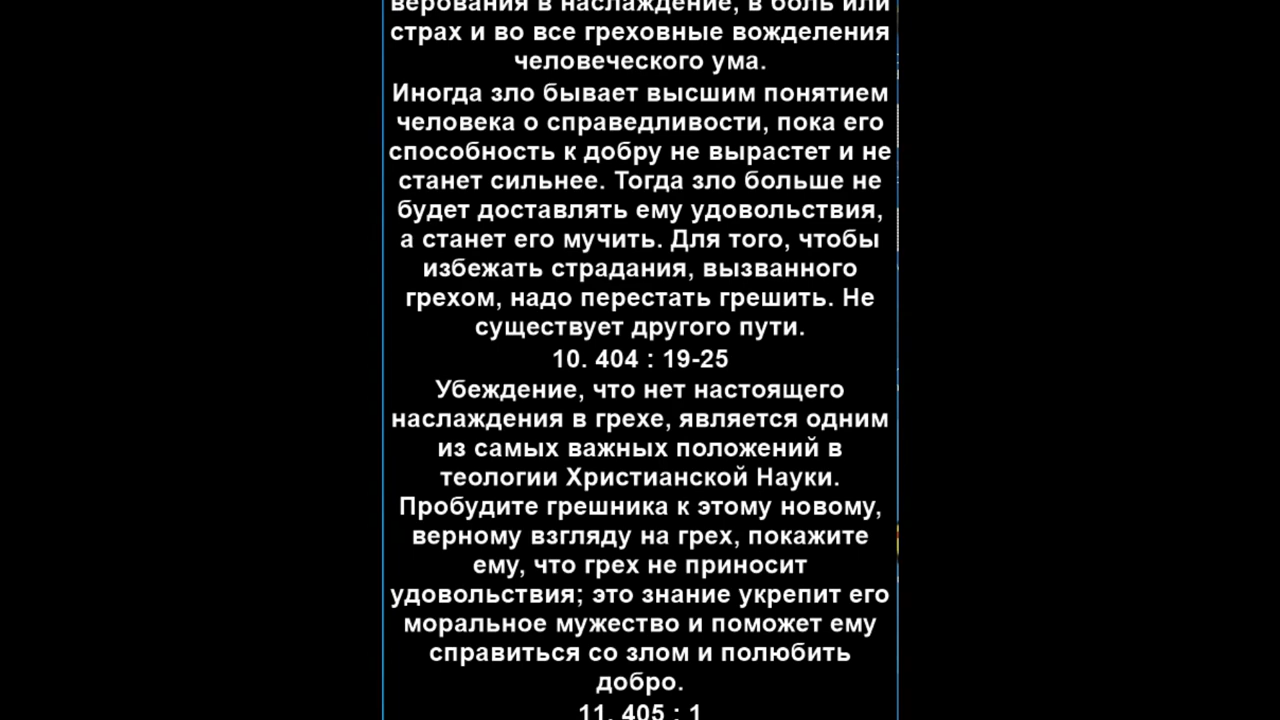 верования в наслаждение, в боль или
страх и во все греховные вожделения
человеческого ума.
Иногда зло бывает высшим понятием
человека о справедливости, пока его
способность к добру не вырастет и не
станет сильнее. Тогда зло больше не
будет доставлять ему удовольствия,
а станет его мучить. Для того, чтобы
избежать страдания, вызванного
грехом, надо перестать грешить. Не
существует другого пути.
10. 404 : 19-25
Убеждение, что нет настоящего
наслаждения в грехе, является одним
из самых важных положений в
теологии Христианской Науки.
Пробудите грешника к этому новому,
верному взгляду на грех, покажите
ему, что грех не приносит
удовольствия; это знание укрепит его
моральное мужество и поможет ему
справиться со злом и полюбить
добро.
11. 405 : 1